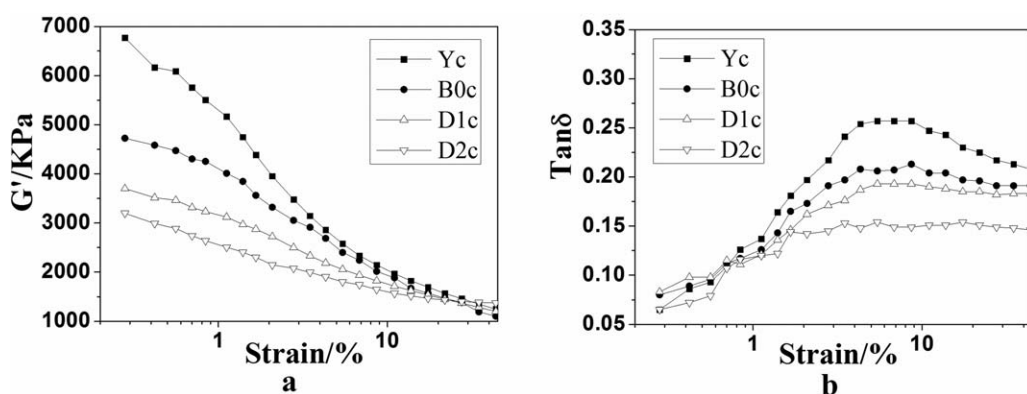 7000
6000
5000
4000
3000
2000
1000
G'/KPa
Yc
B0c
D1c
D2c
1
10
Strain/%
a
0.35
0.30
0.25
0.20
0.15
0.10
0.05
Tanδ
Yc
B0c
D1c
D2c
1
10
Strain/%
b